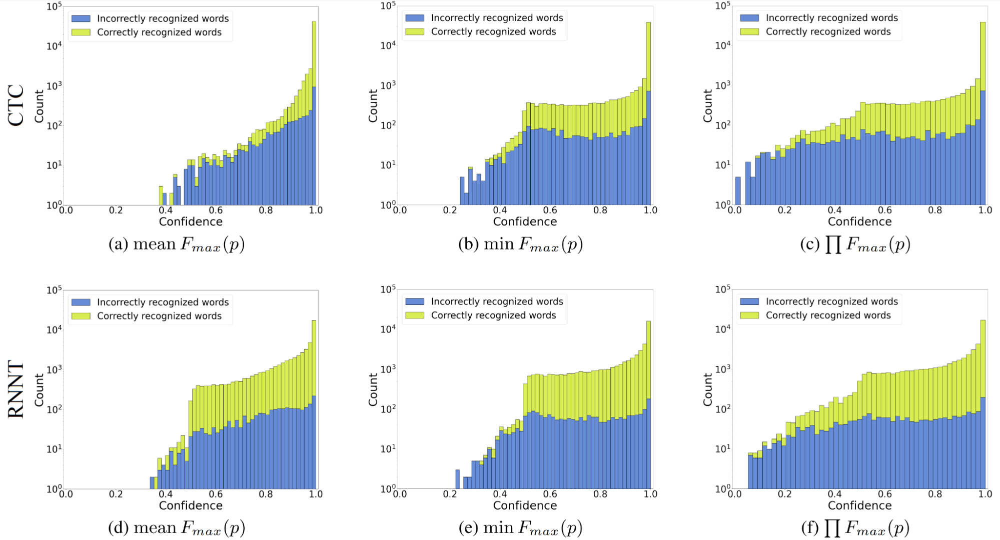 CTC
10^5
10^4
10^3
10^2
10^1
10^0
Count
Incorrectly recognized words
Correctly recognized words
0.0 0.2 0.4 0.6 0.8 1.0
Confidence
(a) mean F_max(p)
10^5
10^4
10^3
10^2
10^1
10^0
Count
Incorrectly recognized words
Correctly recognized words
0.0 0.2 0.4 0.6 0.8 1.0
Confidence
(b) min F_max(p)
10^5
10^4
10^3
10^2
10^1
10^0
Count
Incorrectly recognized words
Correctly recognized words
0.0 0.2 0.4 0.6 0.8 1.0
Confidence
(c) ∏ F_max(p)
RNNT
10^5
10^4
10^3
10^2
10^1
10^0
Count
Incorrectly recognized words
Correctly recognized words
0.0 0.2 0.4 0.6 0.8 1.0
Confidence
(d) mean F_max(p)
10^5
10^4
10^3
10^2
10^1
10^0
Count
Incorrectly recognized words
Correctly recognized words
0.0 0.2 0.4 0.6 0.8 1.0
Confidence
(e) min F_max(p)
10^5
10^4
10^3
10^2
10^1
10^0
Count
Incorrectly recognized words
Correctly recognized words
0.0 0.2 0.4 0.6 0.8 1.0
Confidence
(f) ∏ F_max(p)